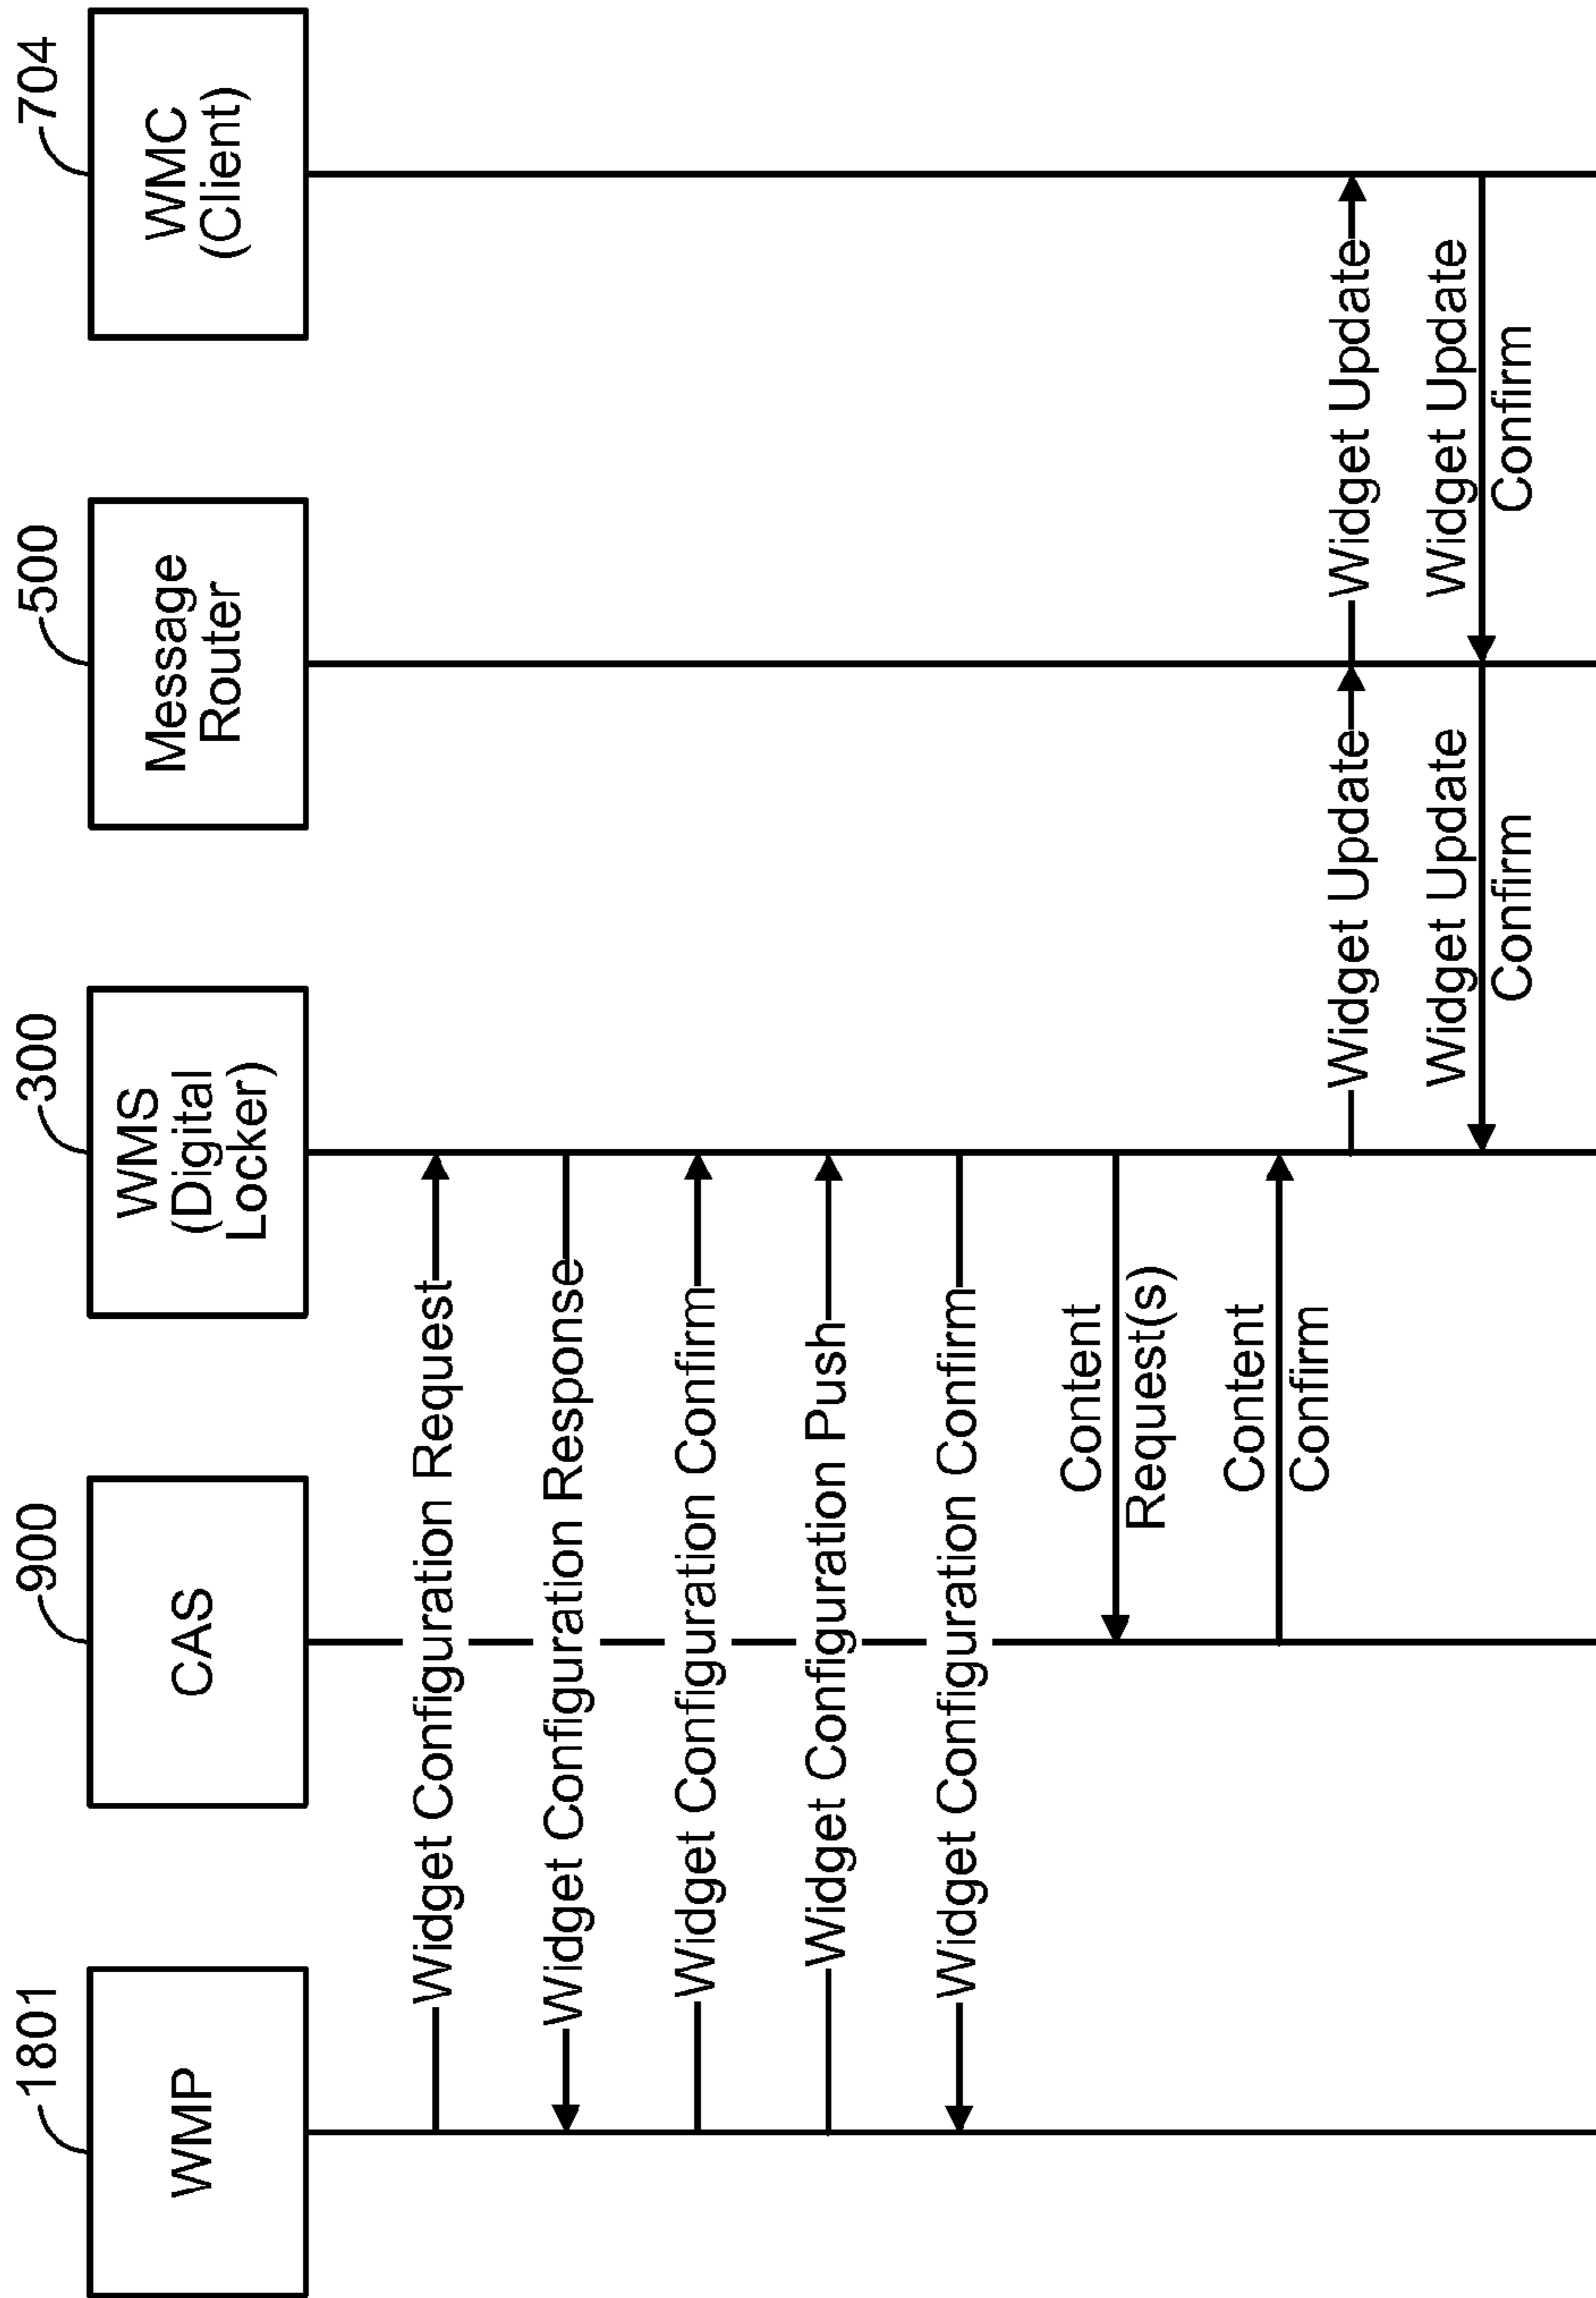 1801
900
300
500
704
WMP
CAS
WMS
(Digital
Locker)
Message
Router
WMC
(Client)
Widget Configuration Request
Widget Configuration Response
Widget Configuration Confirm
Widget Configuration Push
Widget Configuration Confirm
Content
Request(s)
Content
Confirm
Widget Update
Widget Update
Widget Update
Confirm
Widget Update
Confirm